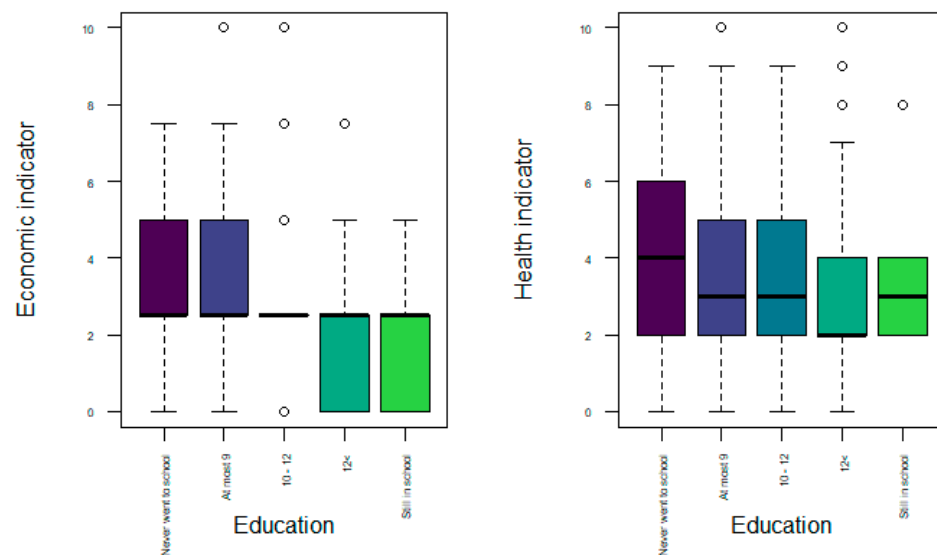 Economic indicator
10
8
6
4
2
0
Never went to school
At most 9
10 - 12
12<
Still in school
Education
Health indicator
10
8
6
4
2
0
Never went to school
At most 9
10 - 12
12<
Still in school
Education